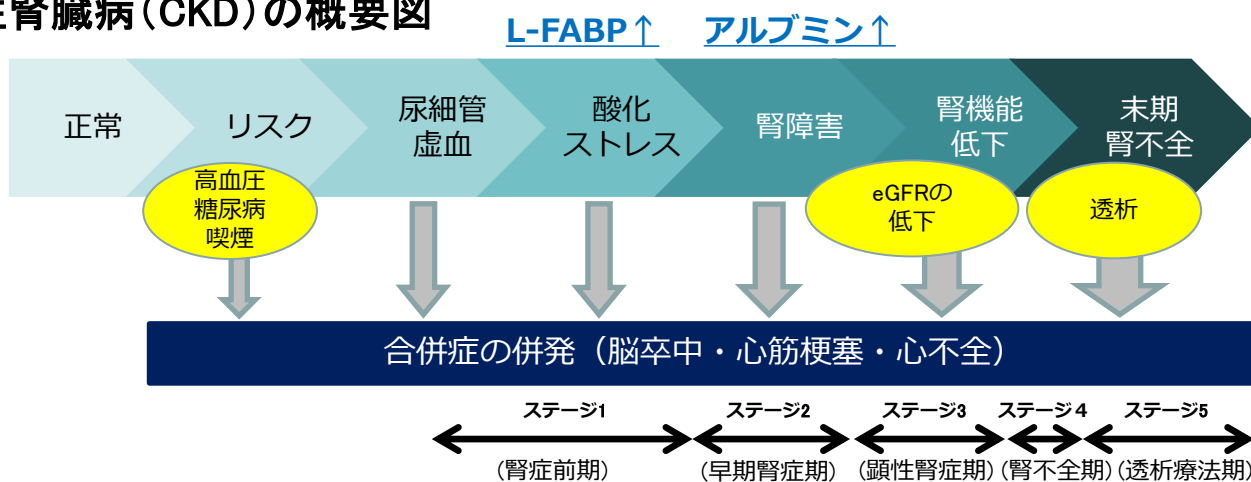 腎臓病（CKD）の概要図
L-FABP↑
アルブミン↑
正常
リスク
尿細管
虚血
酸化
ストレス
腎障害
腎機能
低下
末期
腎不全
高血圧
糖尿病
喫煙
eGFRの
低下
透析
合併症の併発（脳卒中・心筋梗塞・心不全）
ステージ1
ステージ2
ステージ3
ステージ４
ステージ5
（腎症前期）
（早期腎症期）
（顕性腎症期）
（腎不全期）
（透析療法期）